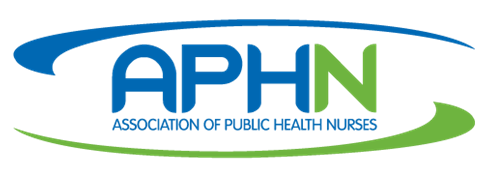 APHN
ASSOCIATION OF PUBLIC HEALTH NURSES